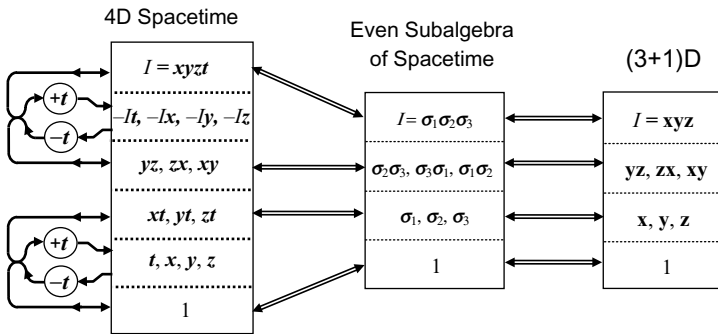 4D Spacetime
Even Subalgebra
of Spacetime
(3+1)D
I = xyzt
+t
–It, –Ix, –Iy, –Iz
–t
yz, zx, xy
xt, yt, zt
+t
t, x, y, z
–t
1
I = σ₁σ₂σ₃
σ₂σ₃, σ₃σ₁, σ₁σ₂
σ₁, σ₂, σ₃
1
I = xyz
yz, zx, xy
x, y, z
1